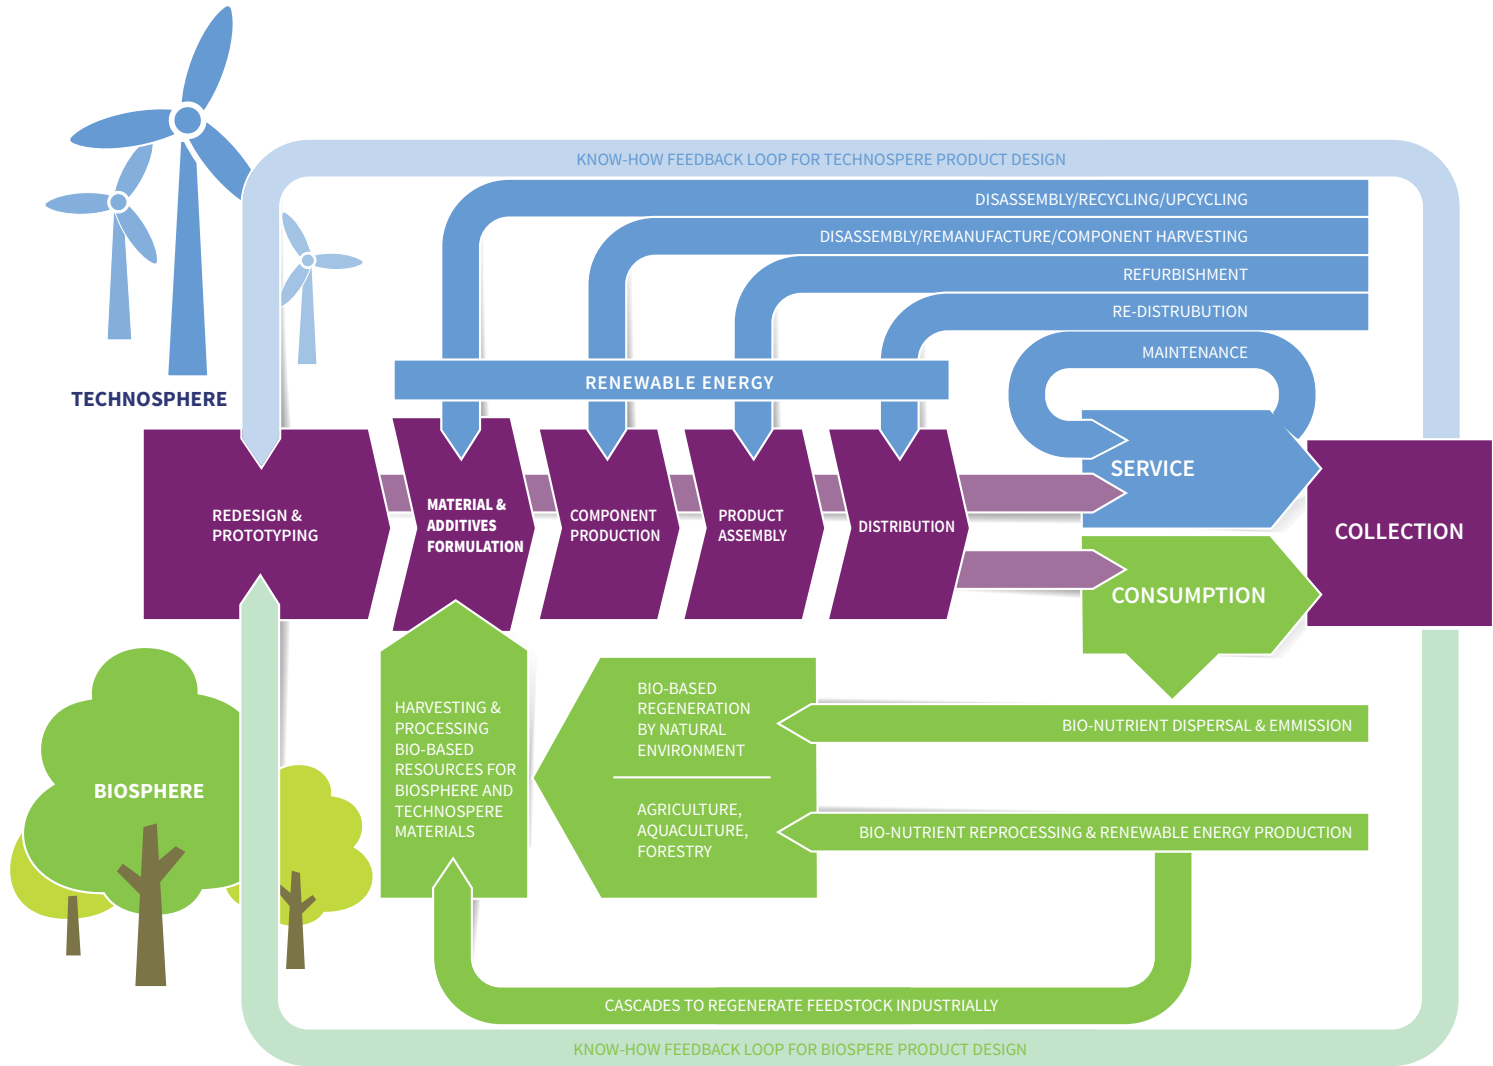 KNOW-HOW FEEDBACK LOOP FOR TECHNOSPERE PRODUCT DESIGN
DISASSEMBLY/RECYCLING/UPCYCLING
DISASSEMBLY/REMANUFACTURE/COMPONENT HARVESTING
REFURBISHMENT
RE-DISTRUBUTION
MAINTENANCE
RENEWABLE ENERGY
TECHNOSPHERE
REDESIGN &
PROTOTYPING
MATERIAL &
ADDITIVES
FORMULATION
COMPONENT
PRODUCTION
PRODUCT
ASSEMBLY
DISTRIBUTION
SERVICE
COLLECTION
CONSUMPTION
BIOSPHERE
HARVESTING &
PROCESSING
BIO-BASED
RESOURCES FOR
BIOSPHERE AND
TECHNOSPERE
MATERIALS
BIO-BASED
REGENERATION
BY NATURAL
ENVIRONMENT
AGRICULTURE,
AQUACULTURE,
FORESTRY
BIO-NUTRIENT DISPERSAL & EMMISSION
BIO-NUTRIENT REPROCESSING & RENEWABLE ENERGY PRODUCTION
CASCADES TO REGENERATE FEEDSTOCK INDUSTRIALLY
KNOW-HOW FEEDBACK LOOP FOR BIOSPERE PRODUCT DESIGN